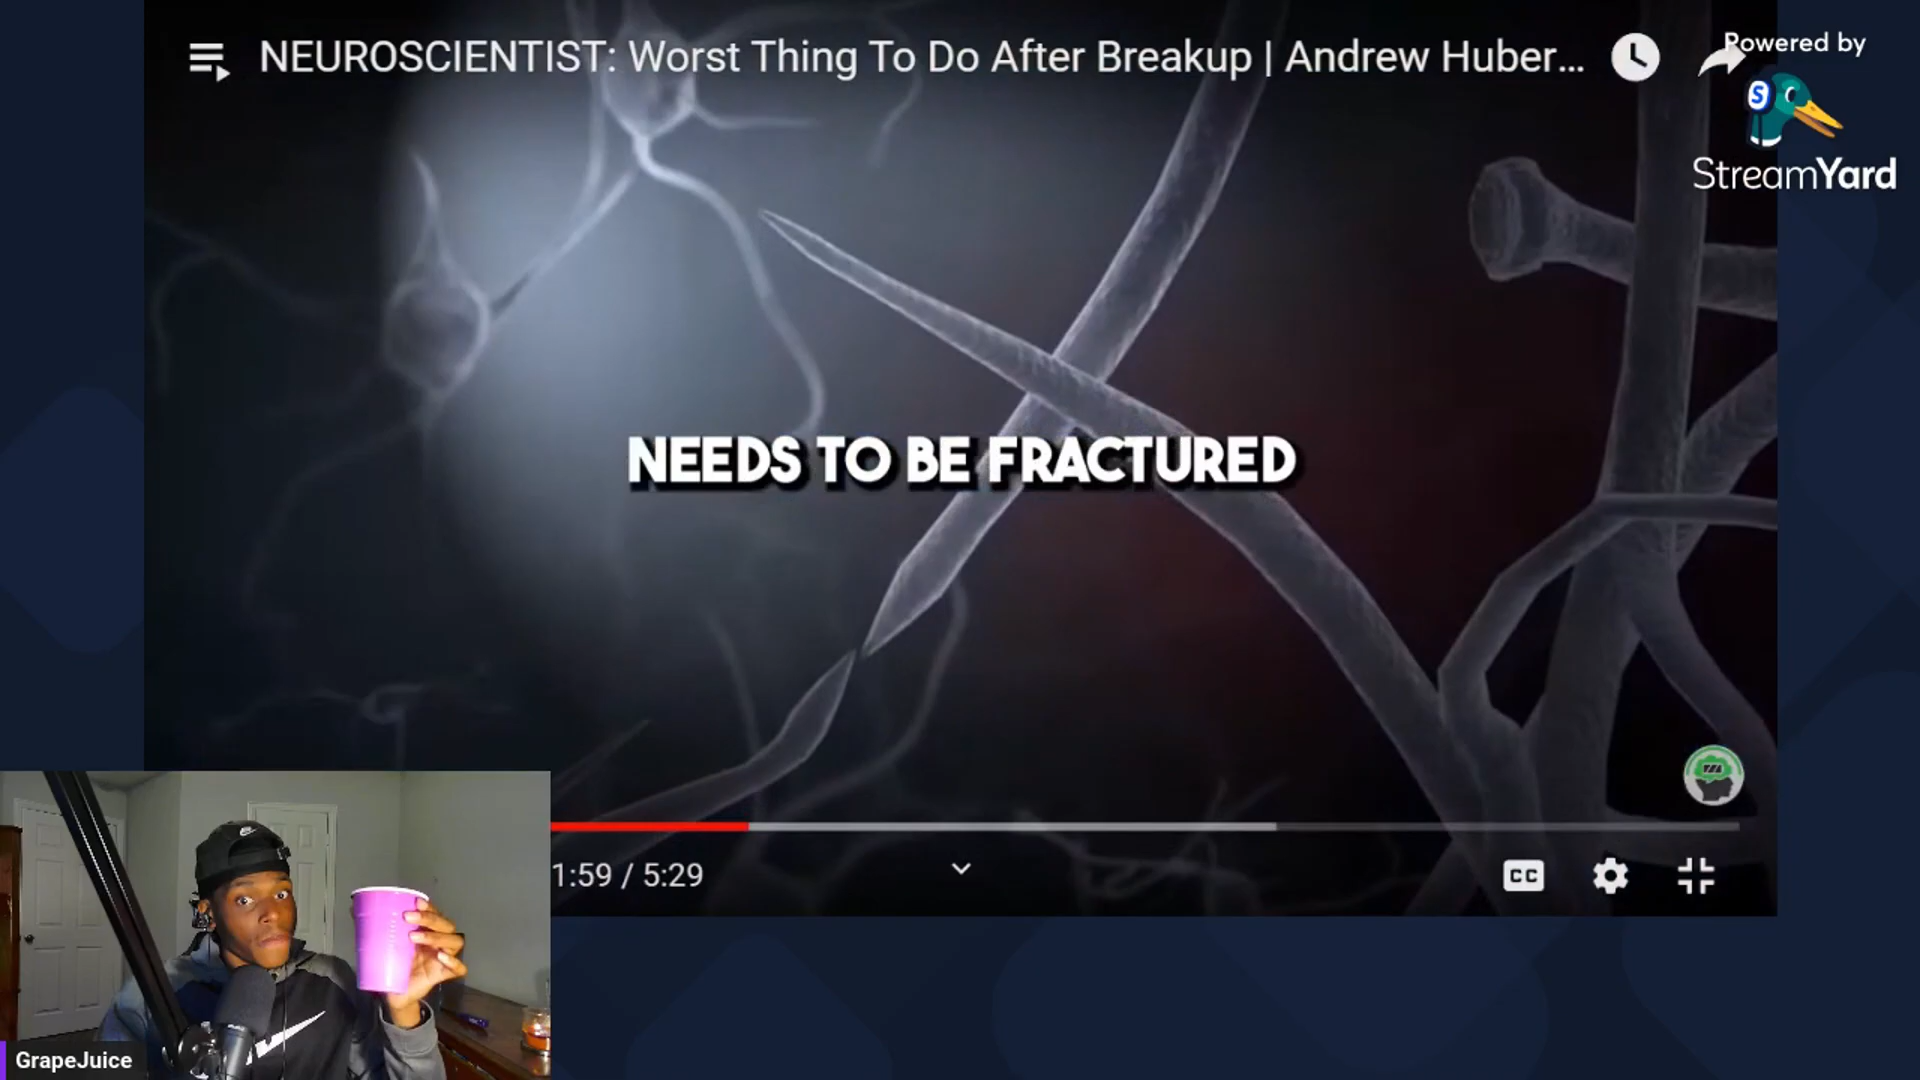 NEUROSCIENTIST: Worst Thing To Do After Breakup | Andrew Huber...
Powered by
S
StreamYard
NEEDS TO BE FRACTURED
1:59 / 5:29
CC
GrapeJuice